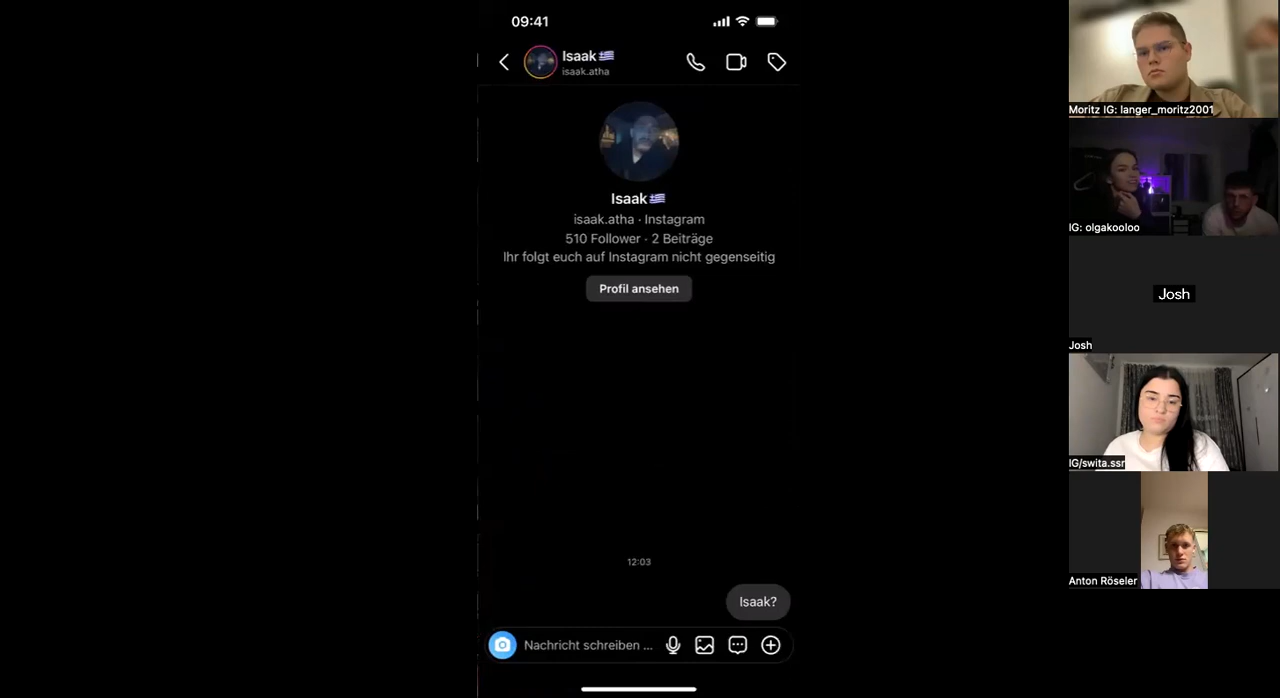 09:41
Isaak🇬🇷
isaak.atha
Isaak🇬🇷
isaak.atha · Instagram
510 Follower · 2 Beiträge
Ihr folgt euch auf Instagram nicht gegenseitig
Profil ansehen
12:03
Isaak?
Nachricht schreiben ...
Moritz IG: langer_moritz2001
IG: olgakooloo
Josh
Josh
IG/swita.ssr
Anton Röseler